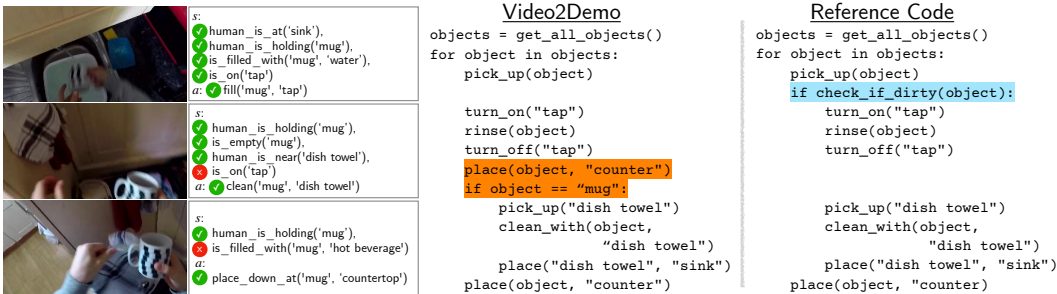 s:
human_is_at('sink'),
human_is_holding('mug'),
is_filled_with('mug', 'water'),
is_on('tap')
a: fill('mug', 'tap')
s:
human_is_holding('mug'),
is_empty('mug'),
human_is_near('dish towel'),
is_on('tap')
a: clean('mug', 'dish towel')
s:
human_is_holding('mug'),
is_filled_with('mug', 'hot beverage')
a:
place_down_at('mug', 'countertop')
Video2Demo
objects = get_all_objects()
for object in objects:
pick_up(object)
turn_on("tap")
rinse(object)
turn_off("tap")
place(object, "counter")
if object == “mug":
pick_up("dish towel")
clean_with(object,
“dish towel")
place("dish towel", "sink")
place(object, "counter")
Reference Code
objects = get_all_objects()
for object in objects:
pick_up(object)
if check_if_dirty(object):
turn_on("tap")
rinse(object)
turn_off("tap")
pick_up("dish towel")
clean_with(object,
"dish towel")
place("dish towel", "sink")
place(object, "counter)